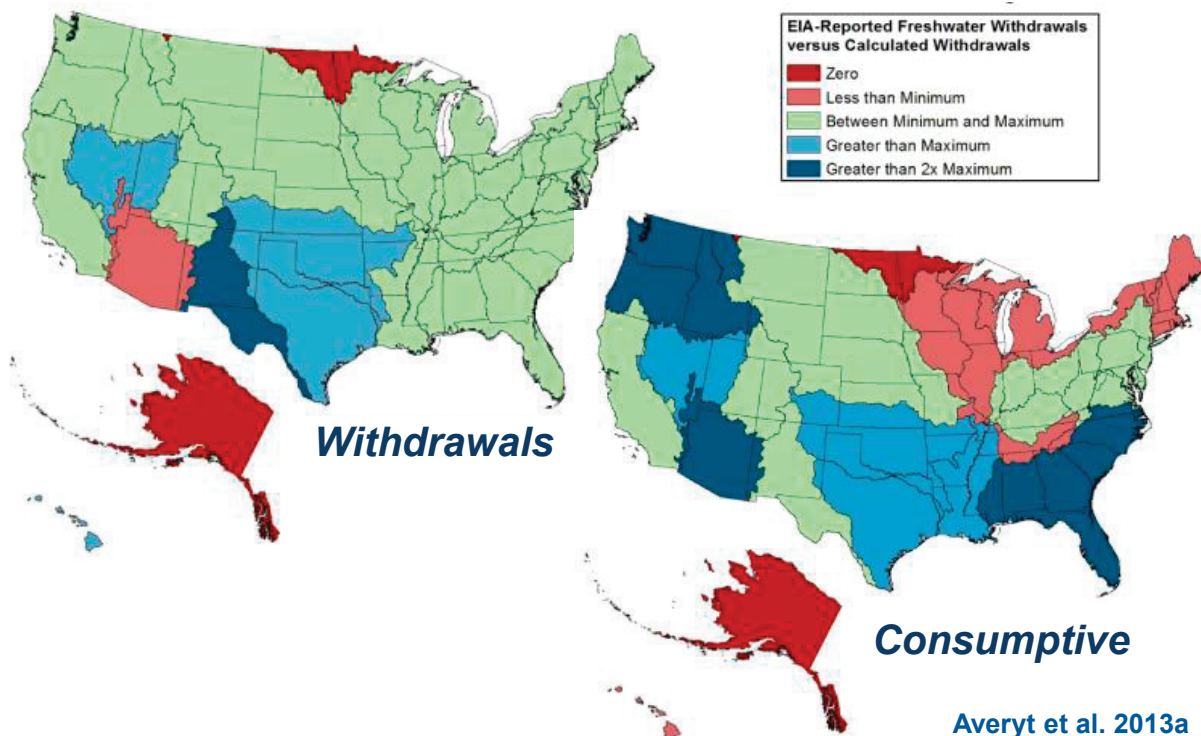 EIA-Reported Freshwater Withdrawals
versus Calculated Withdrawals
Zero
Less than Minimum
Between Minimum and Maximum
Greater than Maximum
Greater than 2x Maximum
Withdrawals
Consumptive
Averyt et al. 2013a